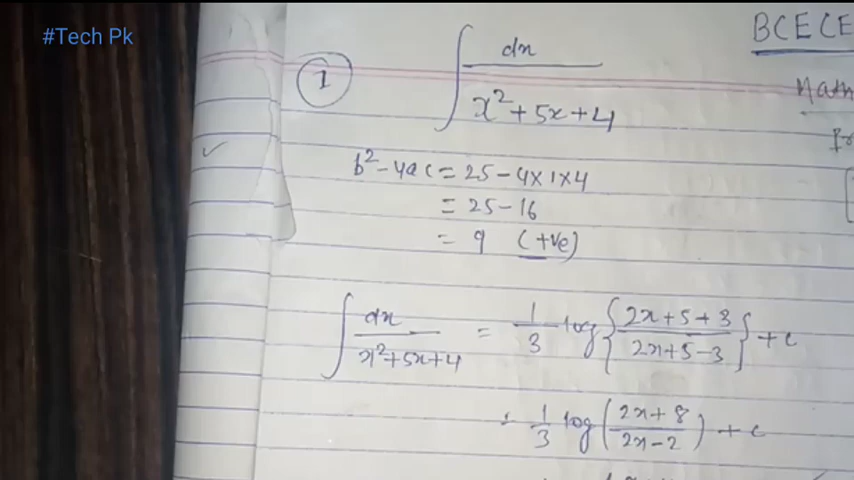 #Tech Pk
BCECE
Math
1
∫ dx / x² + 5x + 4
b² - 4ac = 25 - 4×1×4
= 25 - 16
= 9 (+ve)
∫ dx / x² + 5x + 4 = 1/3 log { 2x + 5 + 3 / 2x + 5 - 3 } + c
= 1/3 log ( 2x + 8 / 2x - 2 ) + c